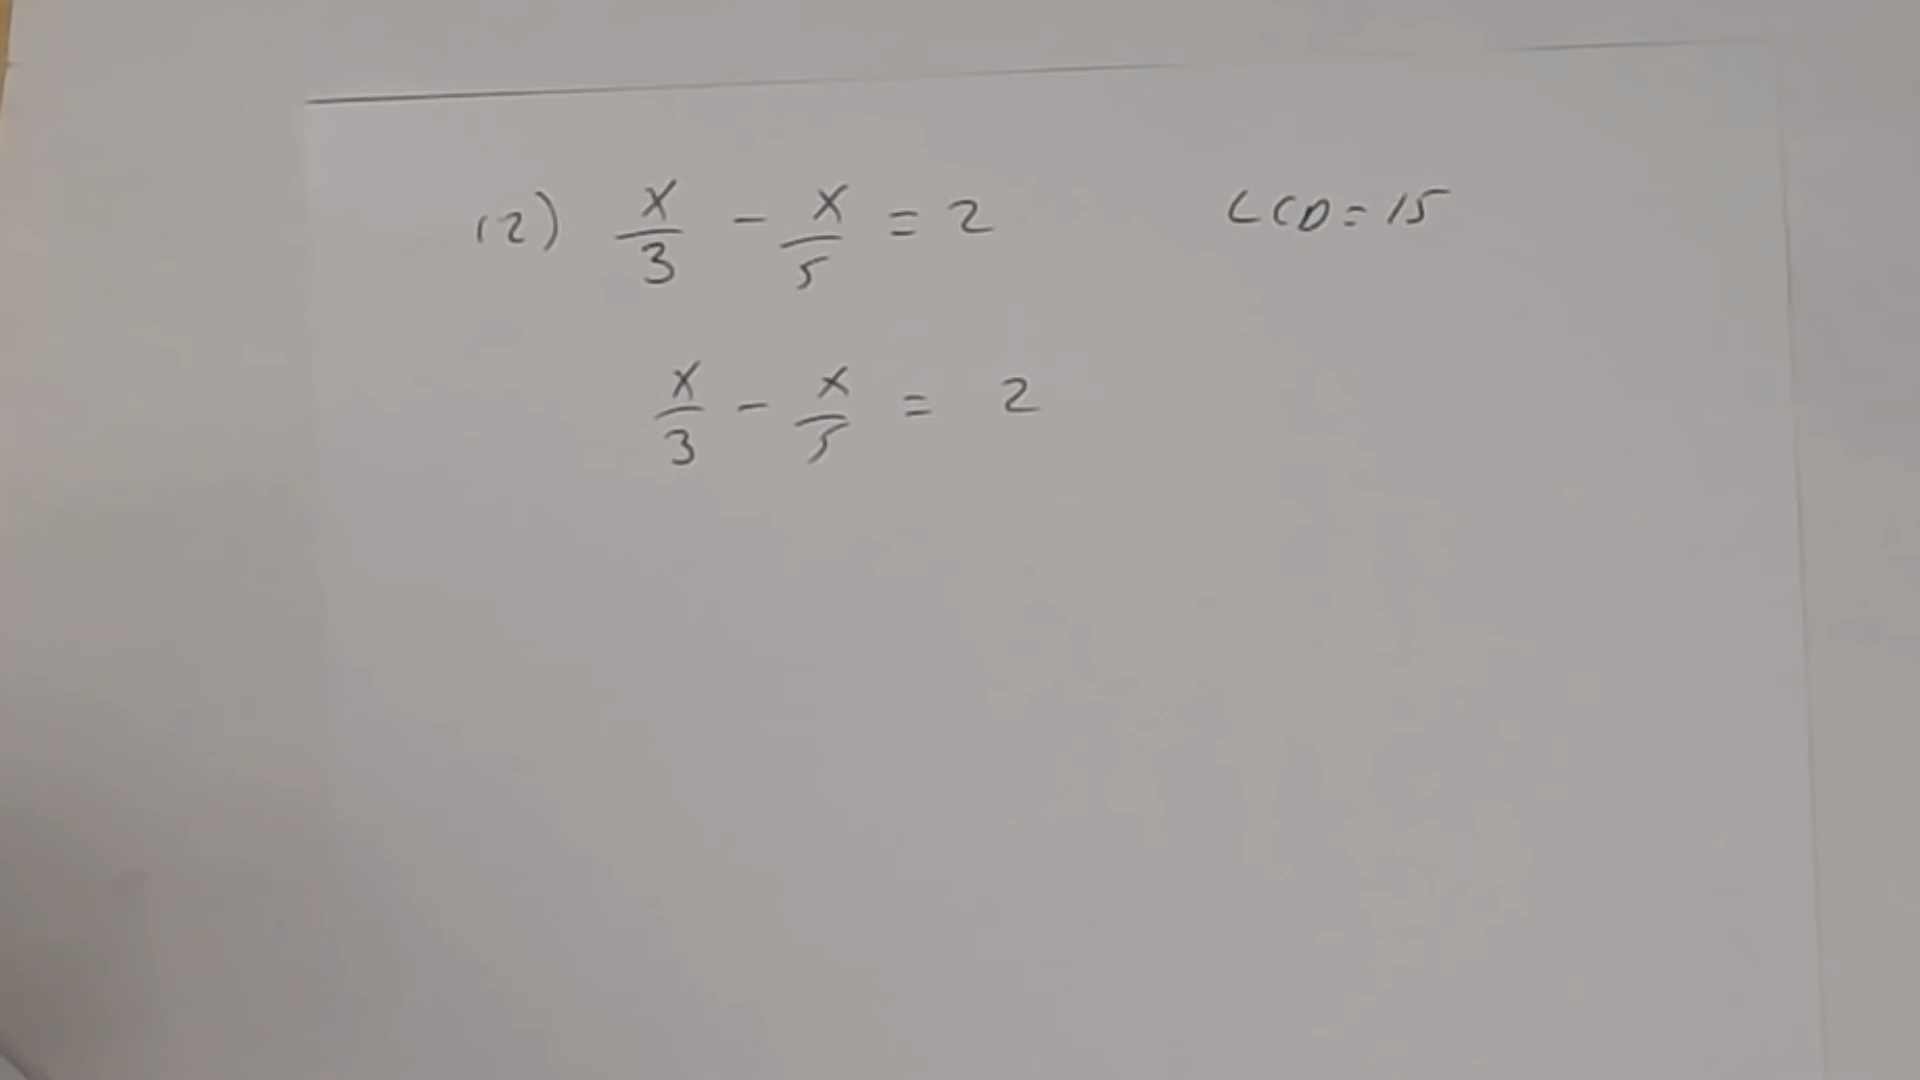 12) x/3 - x/5 = 2 LCD = 15
x/3 - x/5 = 2